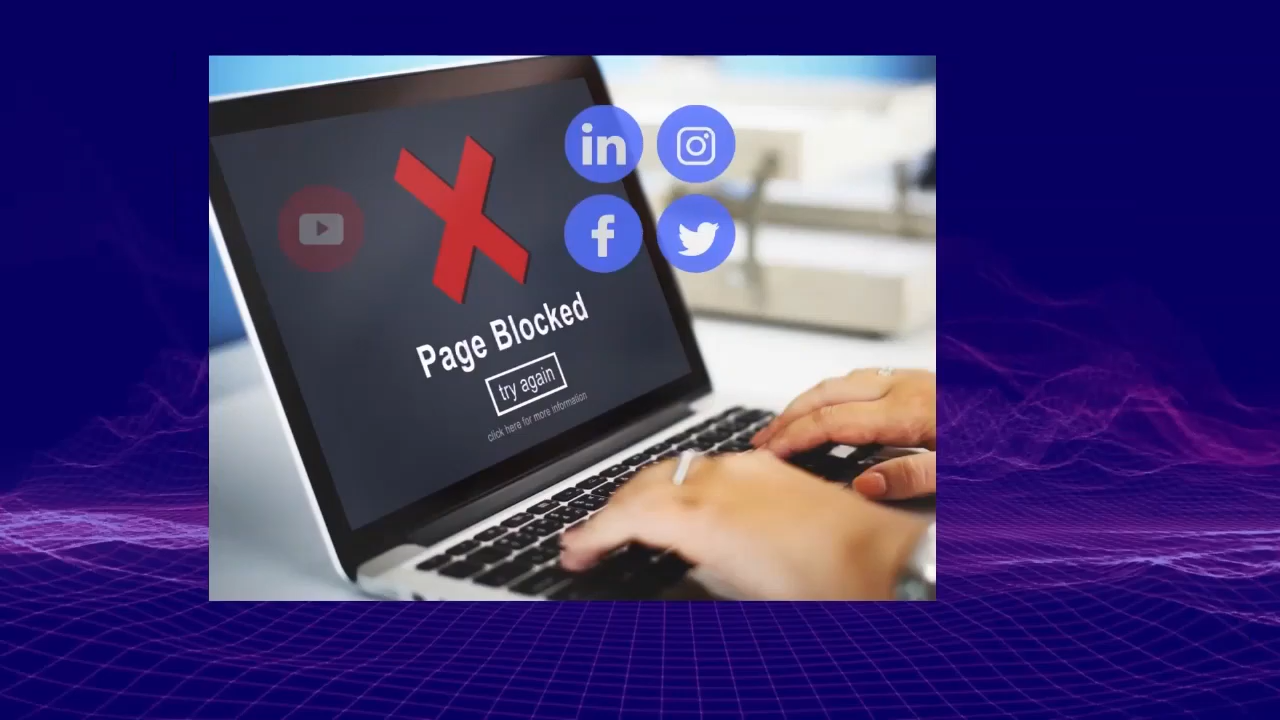 in
f
Page Blocked
try again
click here for more information